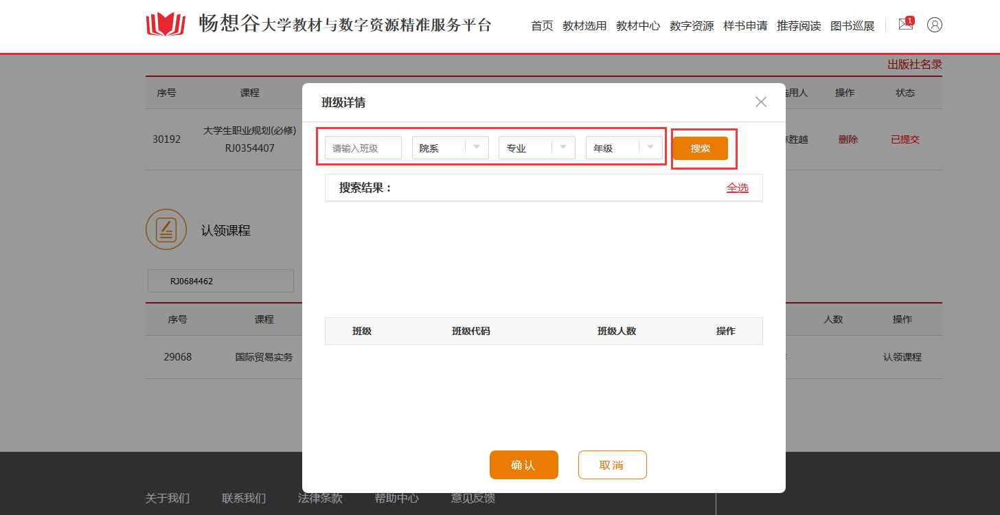 畅想谷大学教材与数字资源精准服务平台
首页 教材选用 教材中心 数字资源 样书申请 推荐阅读 图书巡展 1
出版社名录
序号 课程 用人 操作 状态
班级详情
30192 大学生职业规划(必修) RJ0354407 胜越 删除 已提交
请输入班级 院系 专业 年级 搜索
搜索结果： 全选
认领课程
RJ0684462
序号 课程 人数 操作
班级 班级代码 班级人数 操作
29068 国际贸易实务 认领课程
确认 取消
关于我们 联系我们 法律条款 帮助中心 意见反馈